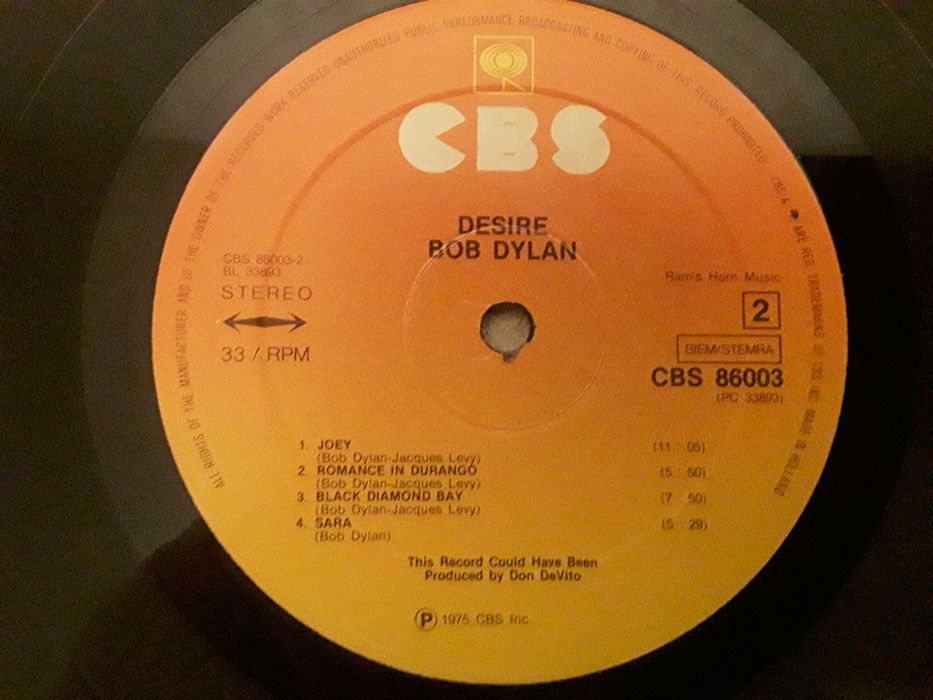 ALL RIGHTS OF THE MANUFACTURER AND OF THE OWNER OF THE RECORDED WORK RESERVED UNAUTHORIZED PUBLIC PERFORMANCE BROADCASTING AND COPYING OF THIS RECORD PROHIBITED. CBS & ARE REG. TRADEMARKS OF CBS INC. MADE IN HOLLAND
CBS
DESIRE
BOB DYLAN
CBS 86003-2
BL 33893
STEREO
33 / RPM
Ram's Horn Music
2
BIEM/STEMRA
CBS 86003
(PC 33893)
1. JOEY (11 : 05)
(Bob Dylan-Jacques Levy)
2. ROMANCE IN DURANGO (5 : 50)
(Bob Dylan-Jacques Levy)
3. BLACK DIAMOND BAY (7 : 50)
(Bob Dylan-Jacques Levy)
4. SARA (5 : 29)
(Bob Dylan)
This Record Could Have Been
Produced by Don DeVito
℗ 1975 CBS Inc